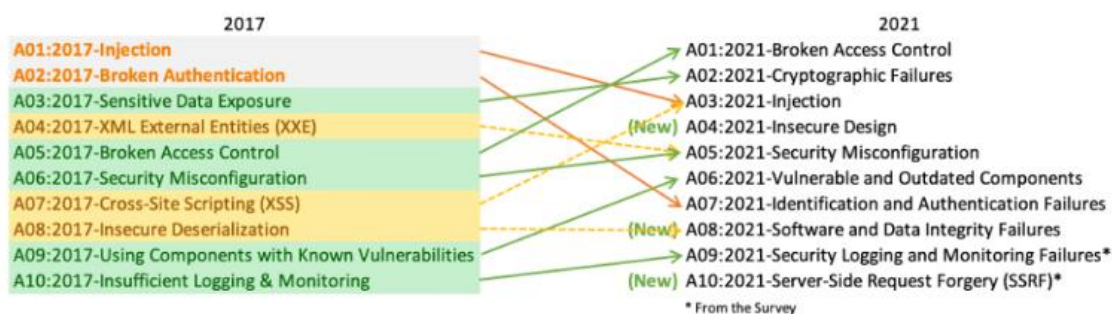 2017
A01:2017-Injection
A02:2017-Broken Authentication
A03:2017-Sensitive Data Exposure
A04:2017-XML External Entities (XXE)
A05:2017-Broken Access Control
A06:2017-Security Misconfiguration
A07:2017-Cross-Site Scripting (XSS)
A08:2017-Insecure Deserialization
A09:2017-Using Components with Known Vulnerabilities
A10:2017-Insufficient Logging & Monitoring
2021
A01:2021-Broken Access Control
A02:2021-Cryptographic Failures
A03:2021-Injection
(New) A04:2021-Insecure Design
A05:2021-Security Misconfiguration
A06:2021-Vulnerable and Outdated Components
A07:2021-Identification and Authentication Failures
(New) A08:2021-Software and Data Integrity Failures
A09:2021-Security Logging and Monitoring Failures*
(New) A10:2021-Server-Side Request Forgery (SSRF)*
* From the Survey